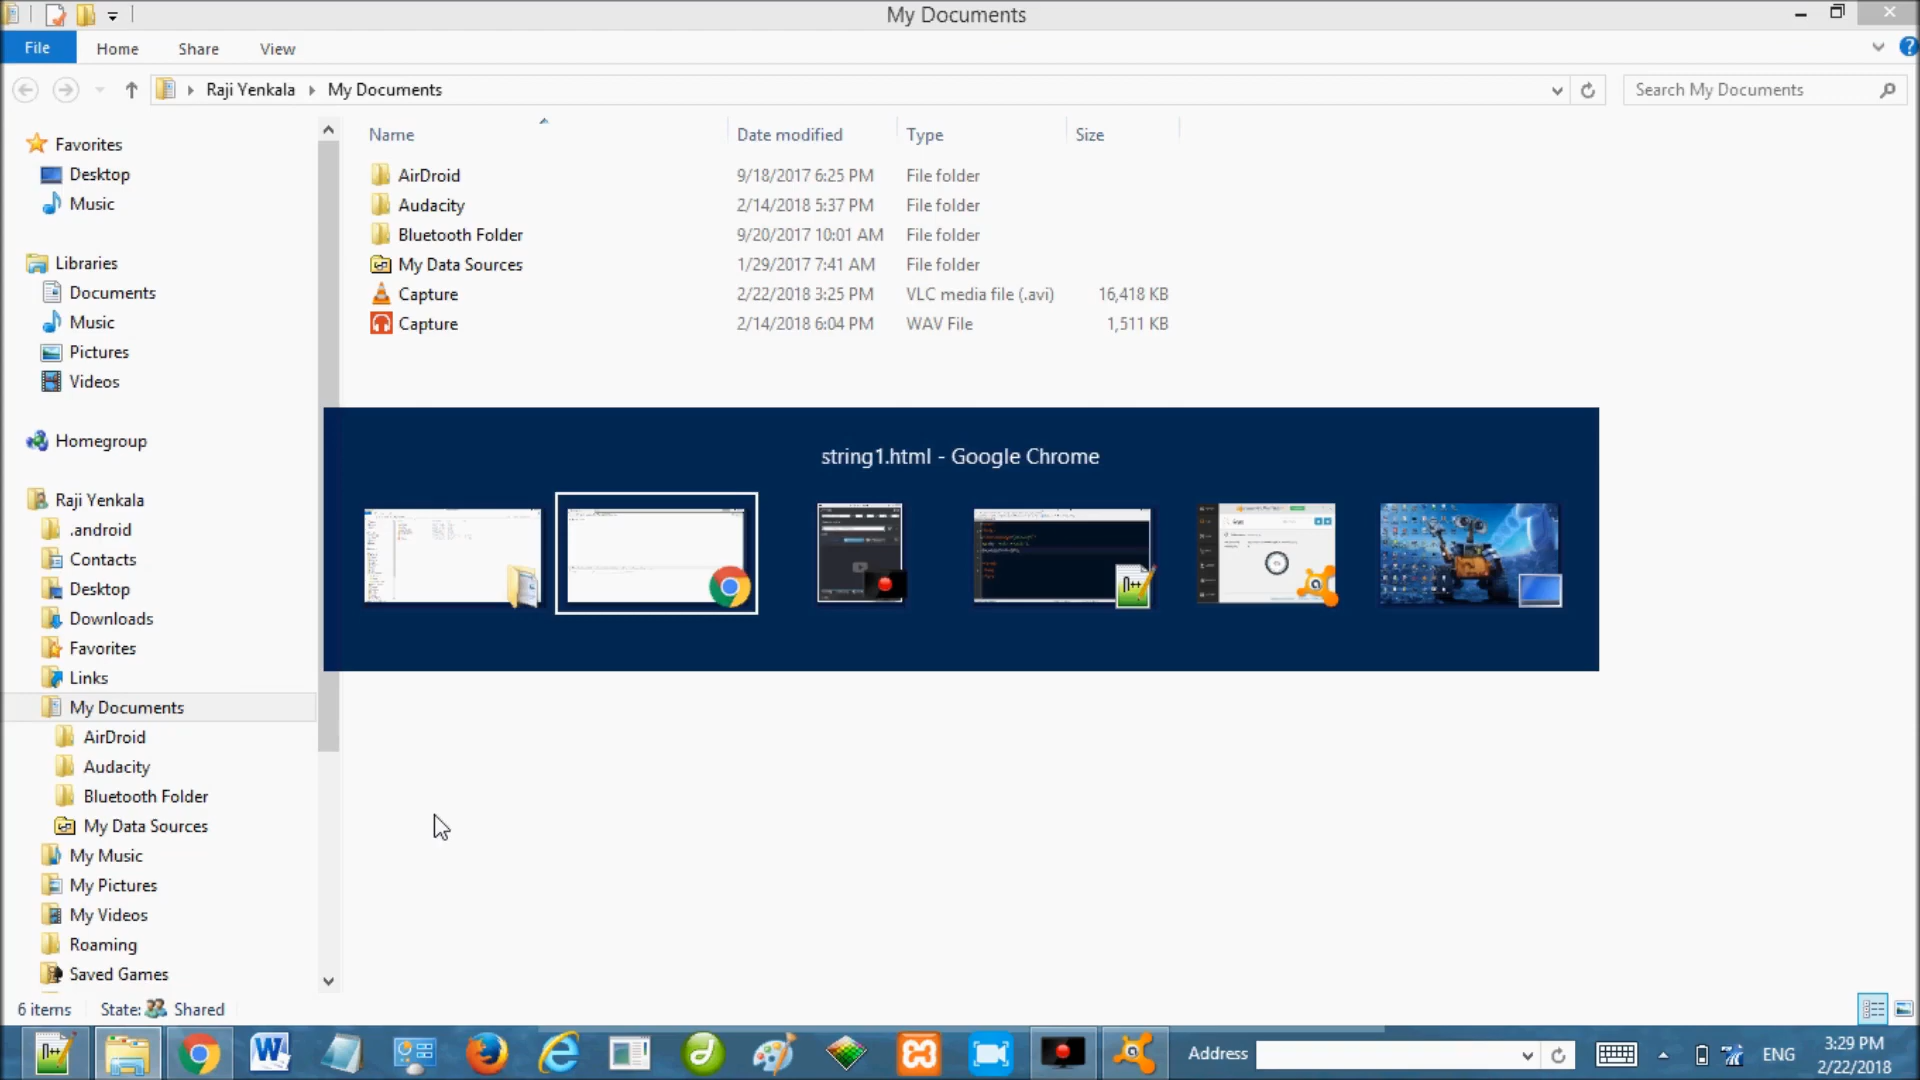 My Documents
File Home Share View
Raji Yenkala My Documents Search My Documents
Name Date modified Type Size
AirDroid 9/18/2017 6:25 PM File folder
Audacity 2/14/2018 5:37 PM File folder
Bluetooth Folder 9/20/2017 10:01 AM File folder
My Data Sources 1/29/2017 7:41 AM File folder
Capture 2/22/2018 3:25 PM VLC media file (.avi) 16,418 KB
Capture 2/14/2018 6:04 PM WAV File 1,511 KB
Favorites
Desktop
Music
Libraries
Documents
Music
Pictures
Videos
Homegroup
Raji Yenkala
.android
Contacts
Desktop
Downloads
Favorites
Links
My Documents
AirDroid
Audacity
Bluetooth Folder
My Data Sources
My Music
My Pictures
My Videos
Roaming
Saved Games
string1.html - Google Chrome
6 items State: Shared
Address ENG 3:29 PM
2/22/2018